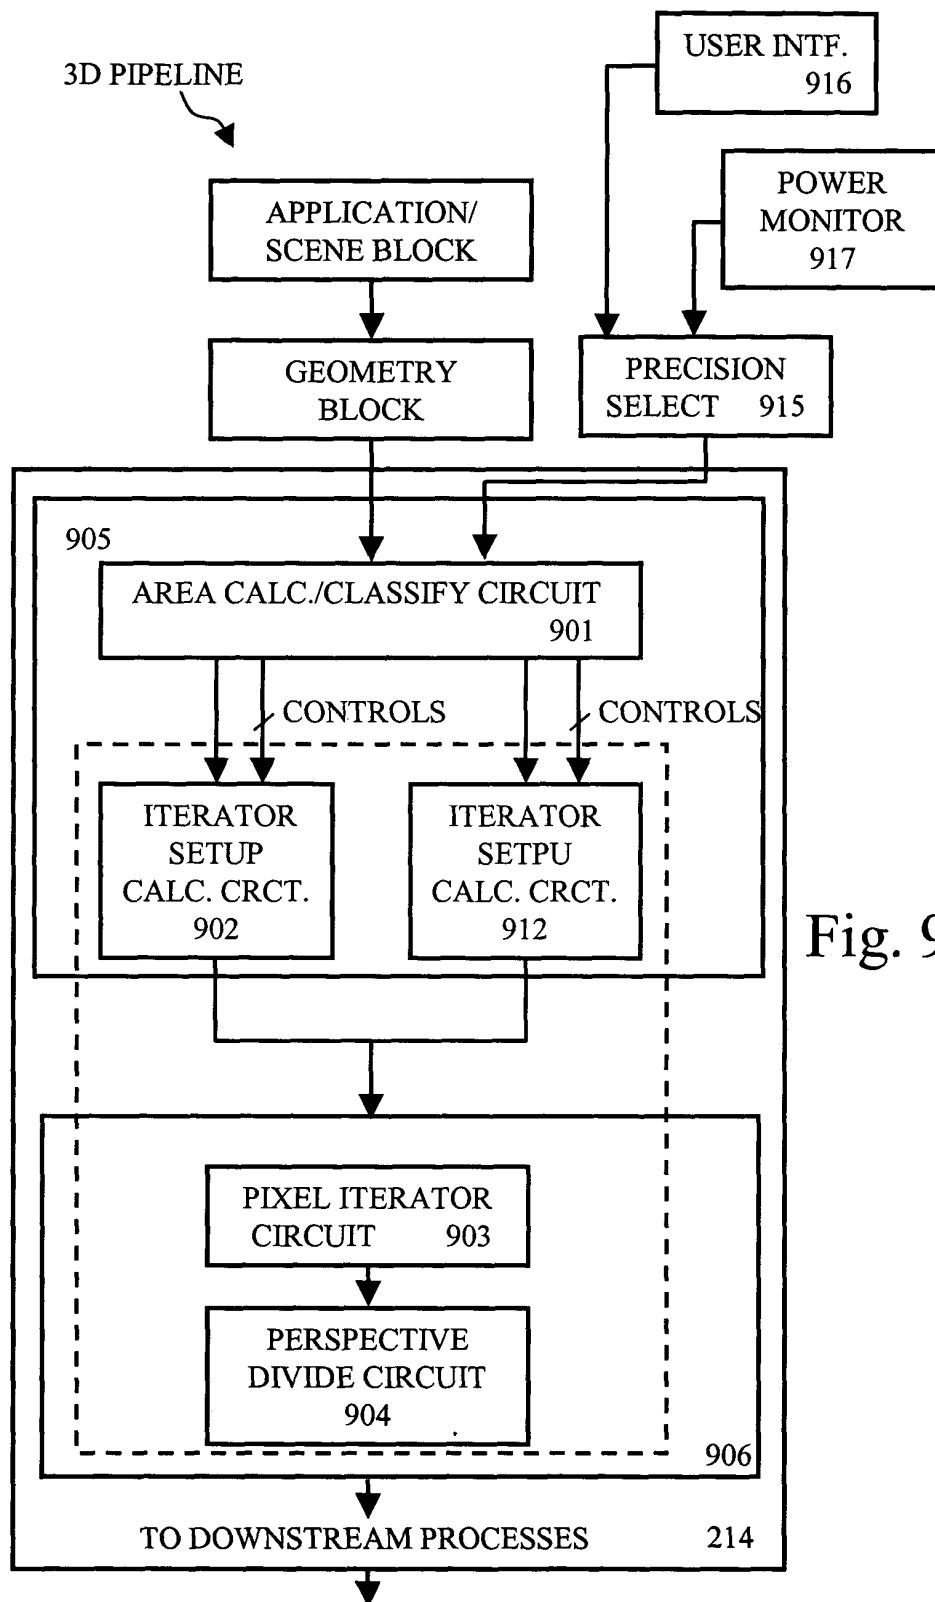 3D PIPELINE
USER INTF.
916
POWER
MONITOR
917
APPLICATION/
SCENE BLOCK
GEOMETRY
BLOCK
PRECISION
SELECT 915
905
AREA CALC./CLASSIFY CIRCUIT
901
CONTROLS
CONTROLS
ITERATOR
SETUP
CALC. CRCT.
902
ITERATOR
SETPU
CALC. CRCT.
912
Fig. 9
PIXEL ITERATOR
CIRCUIT 903
PERSPECTIVE
DIVIDE CIRCUIT
904
906
TO DOWNSTREAM PROCESSES 214